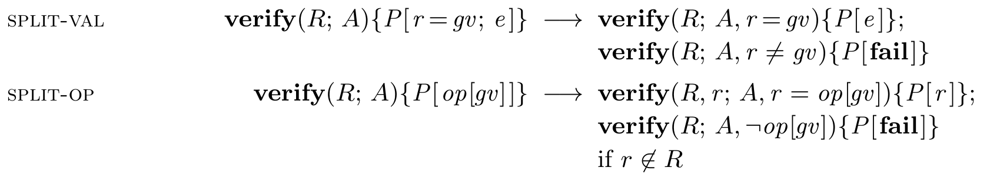 SPLIT-VAL verify(R; A){P[r = gv; e]} ⟶ verify(R; A, r = gv){P[e]};
verify(R; A, r ≠ gv){P[fail]}
SPLIT-OP verify(R; A){P[op[gv]]} ⟶ verify(R, r; A, r = op[gv]){P[r]};
verify(R; A, ¬op[gv]){P[fail]}
if r ∉ R